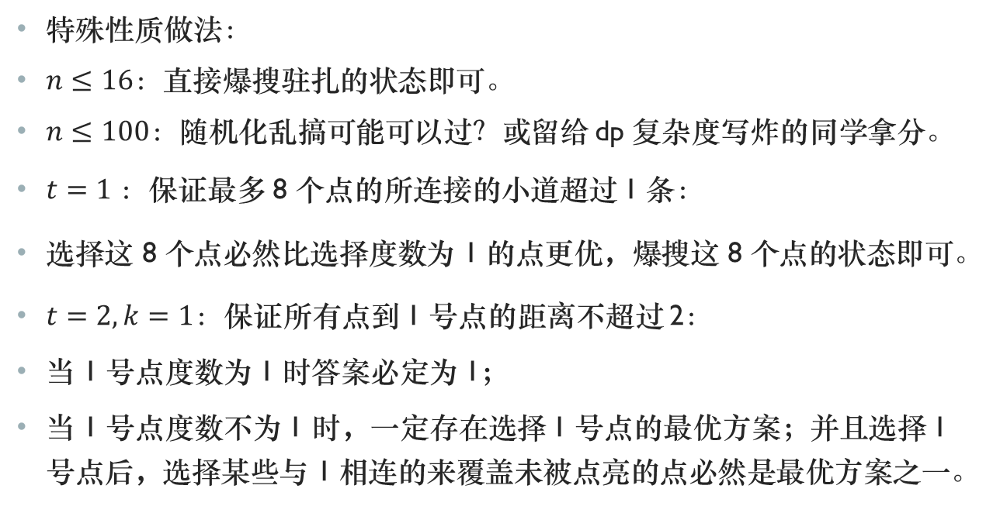 • 特殊性质做法：
• n ≤ 16：直接爆搜驻扎的状态即可。
• n ≤ 100：随机化乱搞可能可以过？或留给 dp 复杂度写炸的同学拿分。
• t = 1 ：保证最多 8 个点的所连接的小道超过 1 条：
• 选择这 8 个点必然比选择度数为 1 的点更优，爆搜这 8 个点的状态即可。
• t = 2, k = 1：保证所有点到 1 号点的距离不超过 2：
• 当 1 号点度数为 1 时答案必定为 1；
• 当 1 号点度数不为 1 时，一定存在选择 1 号点的最优方案；并且选择 1
号点后，选择某些与 1 相连的来覆盖未被点亮的点必然是最优方案之一。